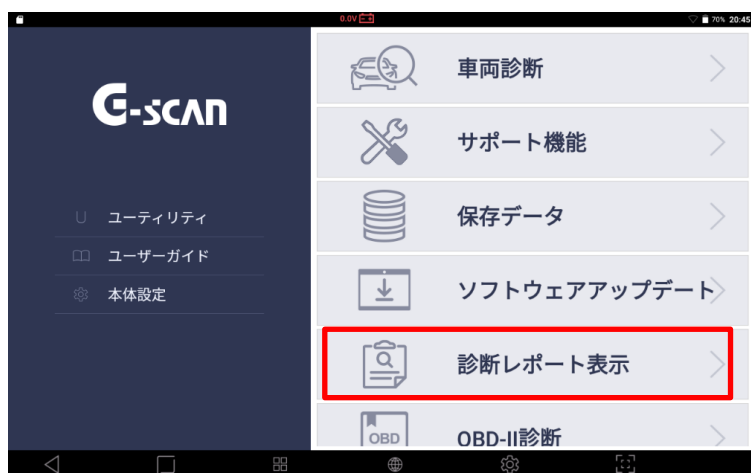 0.0V
70% 20:45
G-scan
ユーティリティ
ユーザーガイド
本体設定
車両診断
サポート機能
保存データ
ソフトウェアアップデート
診断レポート表示
OBD
OBD-II診断